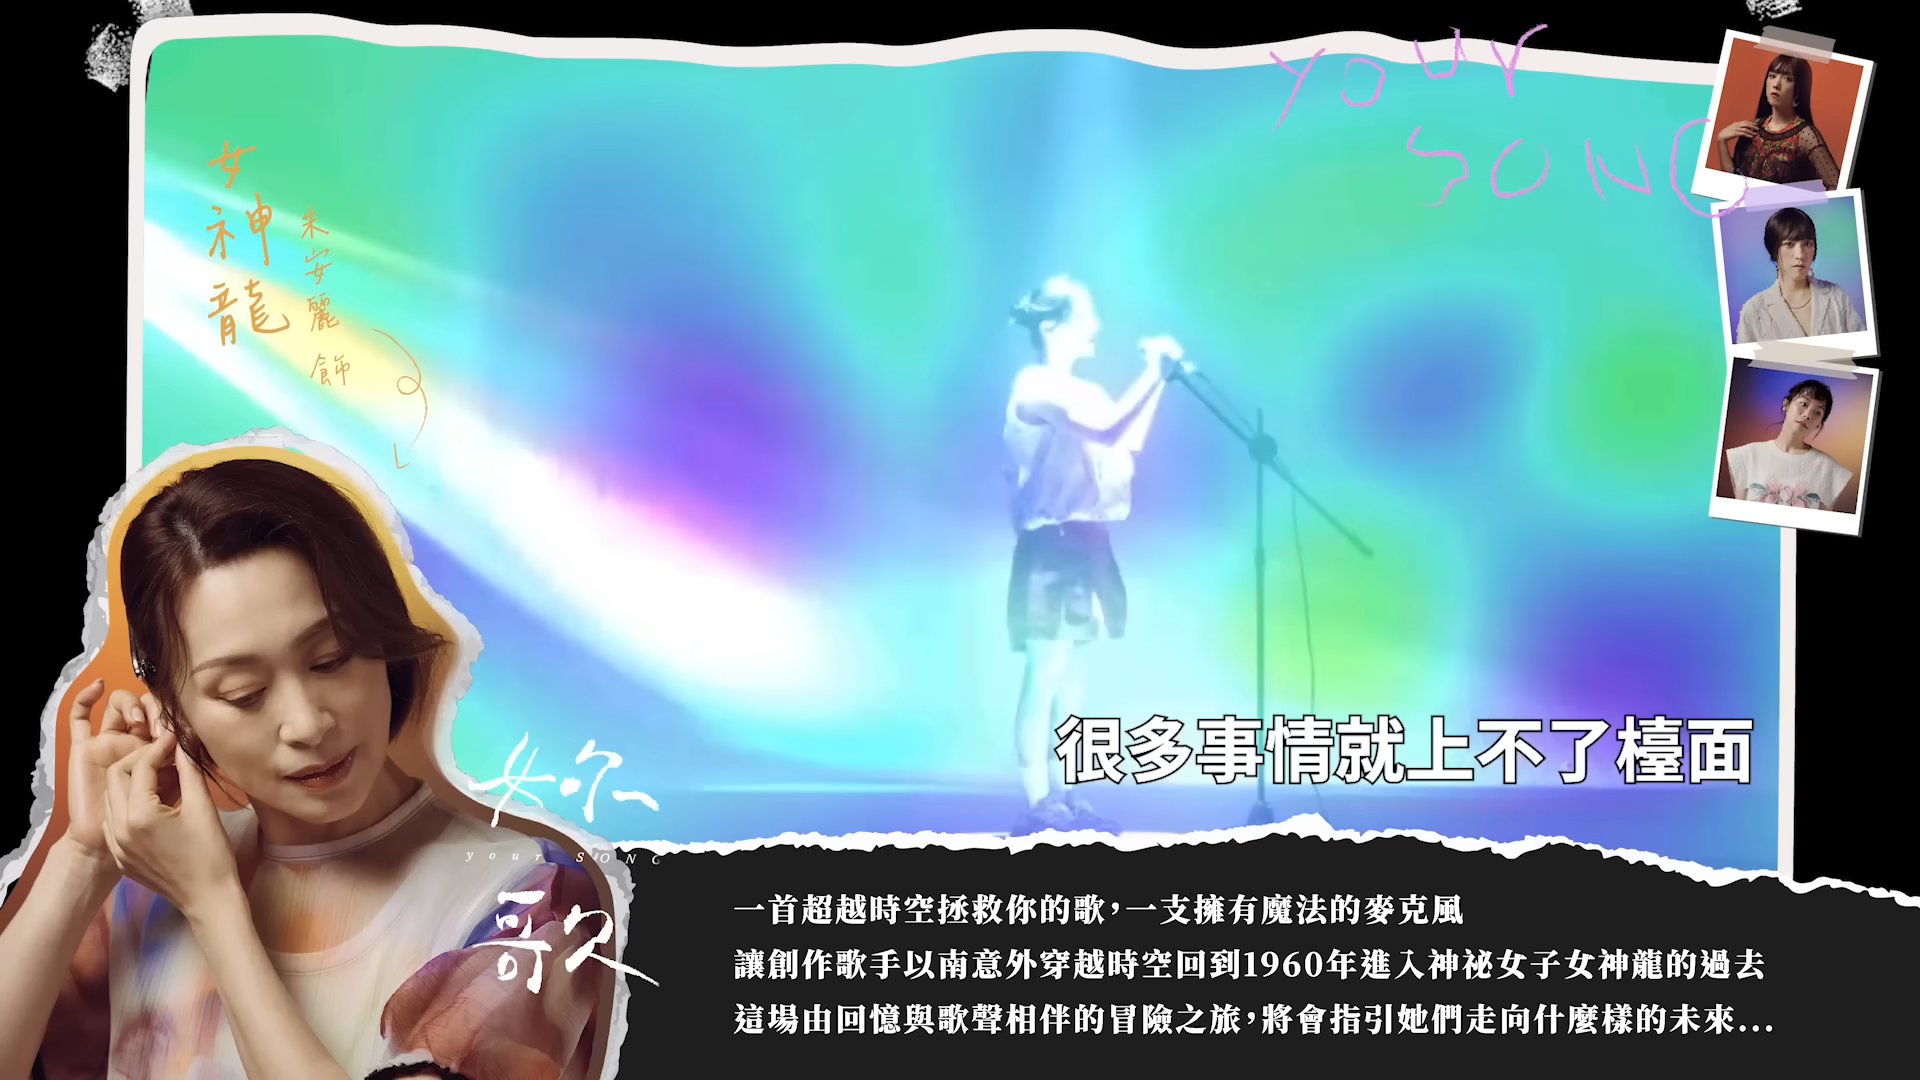 YOUR
SONG
女神龍
朱安麗 飾
很多事情就上不了檯面
妳
your SONG
歌
一首超越時空拯救你的歌，一支擁有魔法的麥克風
讓創作歌手以南意外穿越時空回到1960年進入神祕女子女神龍的過去
這場由回憶與歌聲相伴的冒險之旅，將會指引她們走向什麼樣的未來...